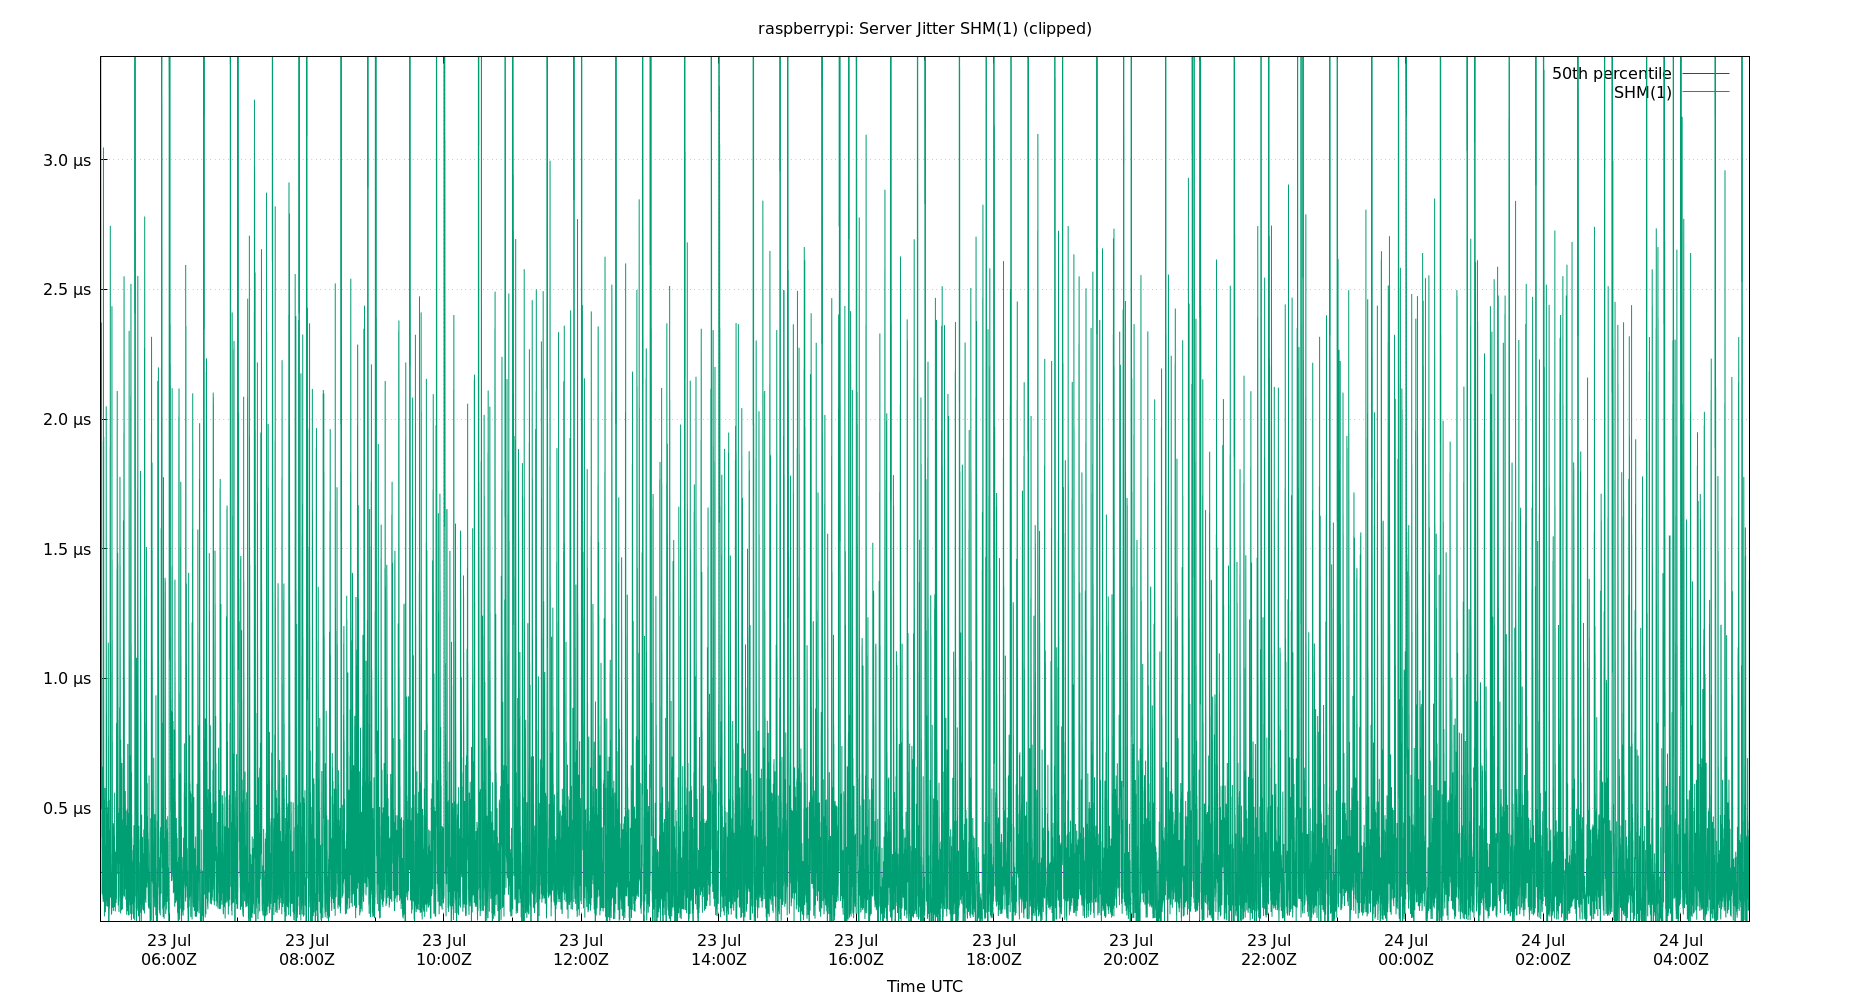 raspberrypi: Server Jitter SHM(1) (clipped)
50th percentile
SHM(1)
3.0 µs
2.5 µs
2.0 µs
1.5 µs
1.0 µs
0.5 µs
23 Jul 23 Jul 23 Jul 23 Jul 23 Jul 23 Jul 23 Jul 23 Jul 23 Jul 24 Jul 24 Jul 24 Jul
06:00Z 08:00Z 10:00Z 12:00Z 14:00Z 16:00Z 18:00Z 20:00Z 22:00Z 00:00Z 02:00Z 04:00Z
Time UTC